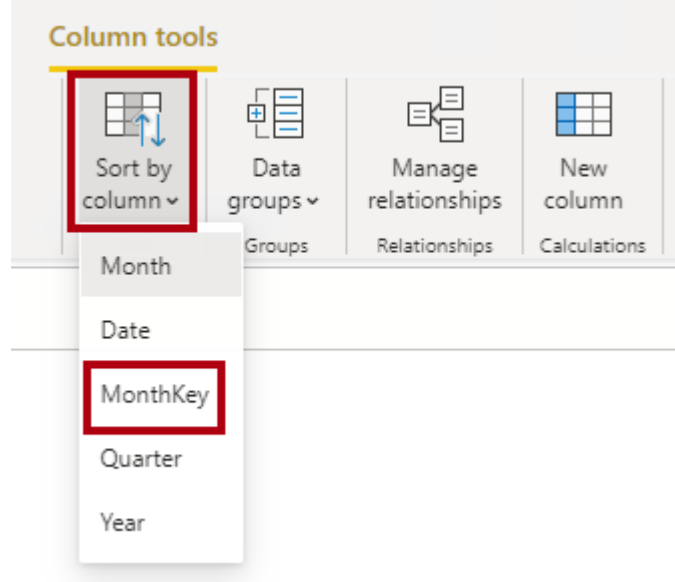 Column tools
Sort by
column
Data
groups
Manage
relationships
New
column
Groups
Relationships
Calculations
Month
Date
MonthKey
Quarter
Year